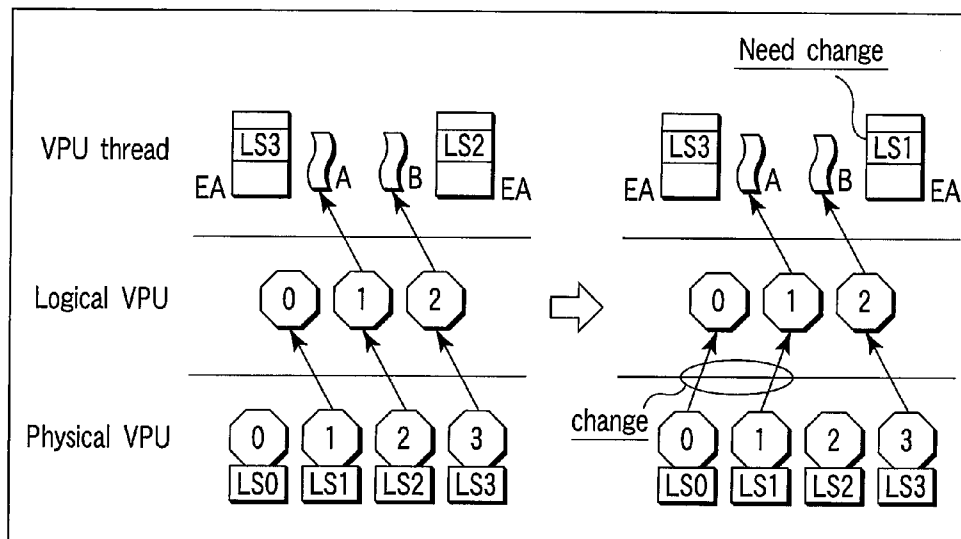 Need change
VPU thread LS3 A B LS2 LS3 A B LS1
EA EA EA EA
Logical VPU 0 1 2 0 1 2
change
Physical VPU 0 1 2 3 0 1 2 3
LS0 LS1 LS2 LS3 LS0 LS1 LS2 LS3